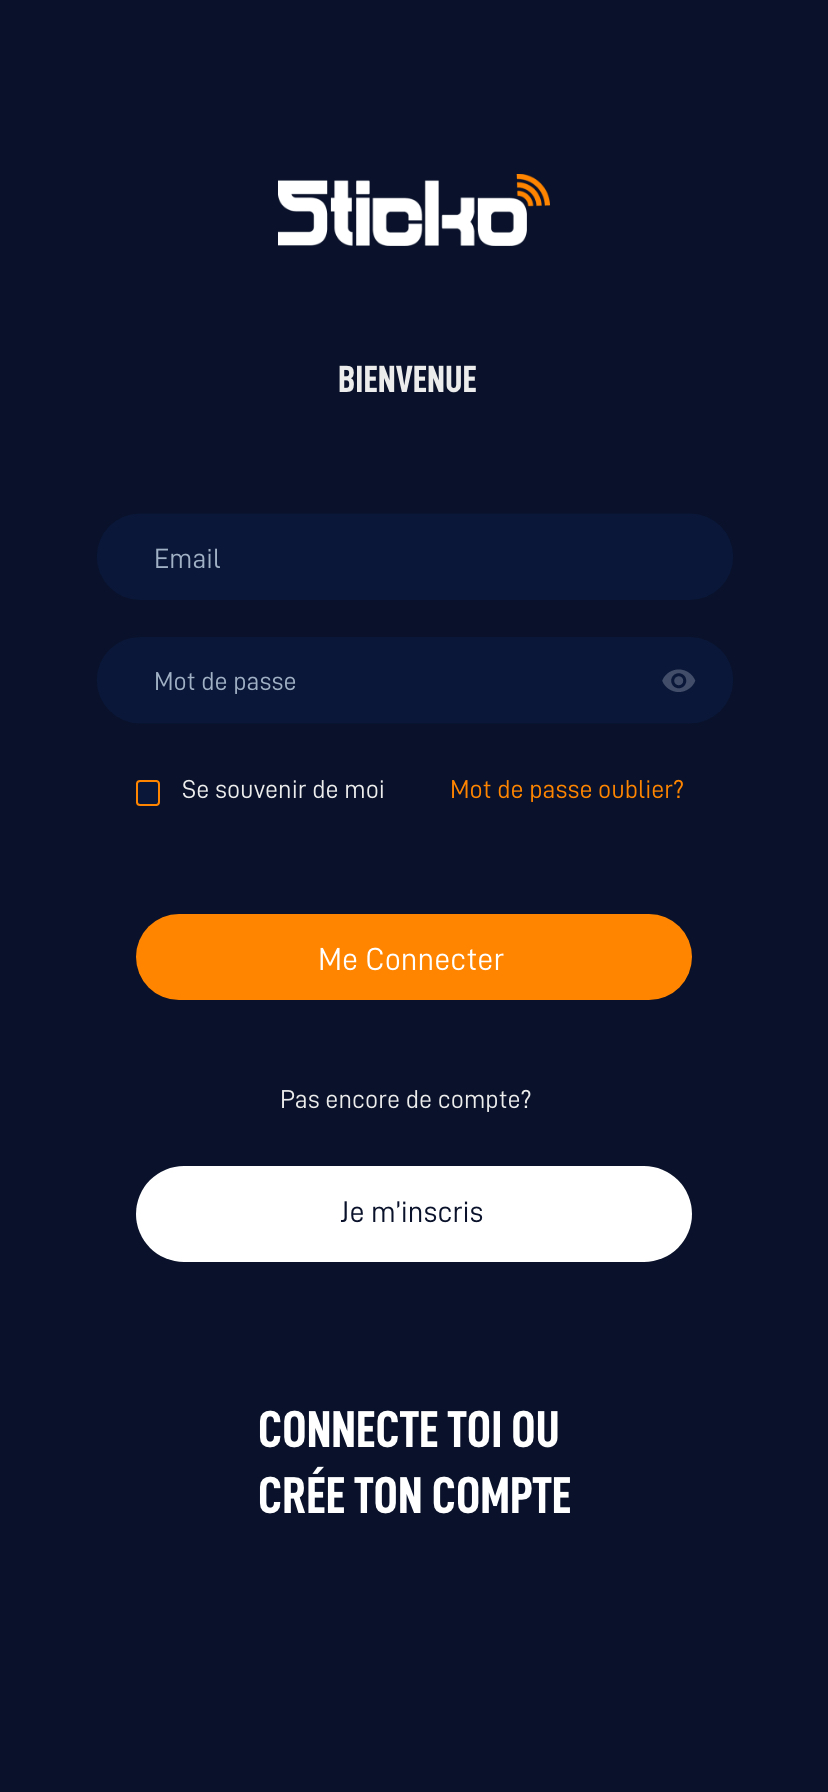 Sticko
BIENVENUE
Email
Mot de passe
Se souvenir de moi
Mot de passe oublier?
Me Connecter
Pas encore de compte?
Je m'inscris
CONNECTE TOI OU
CRÉE TON COMPTE